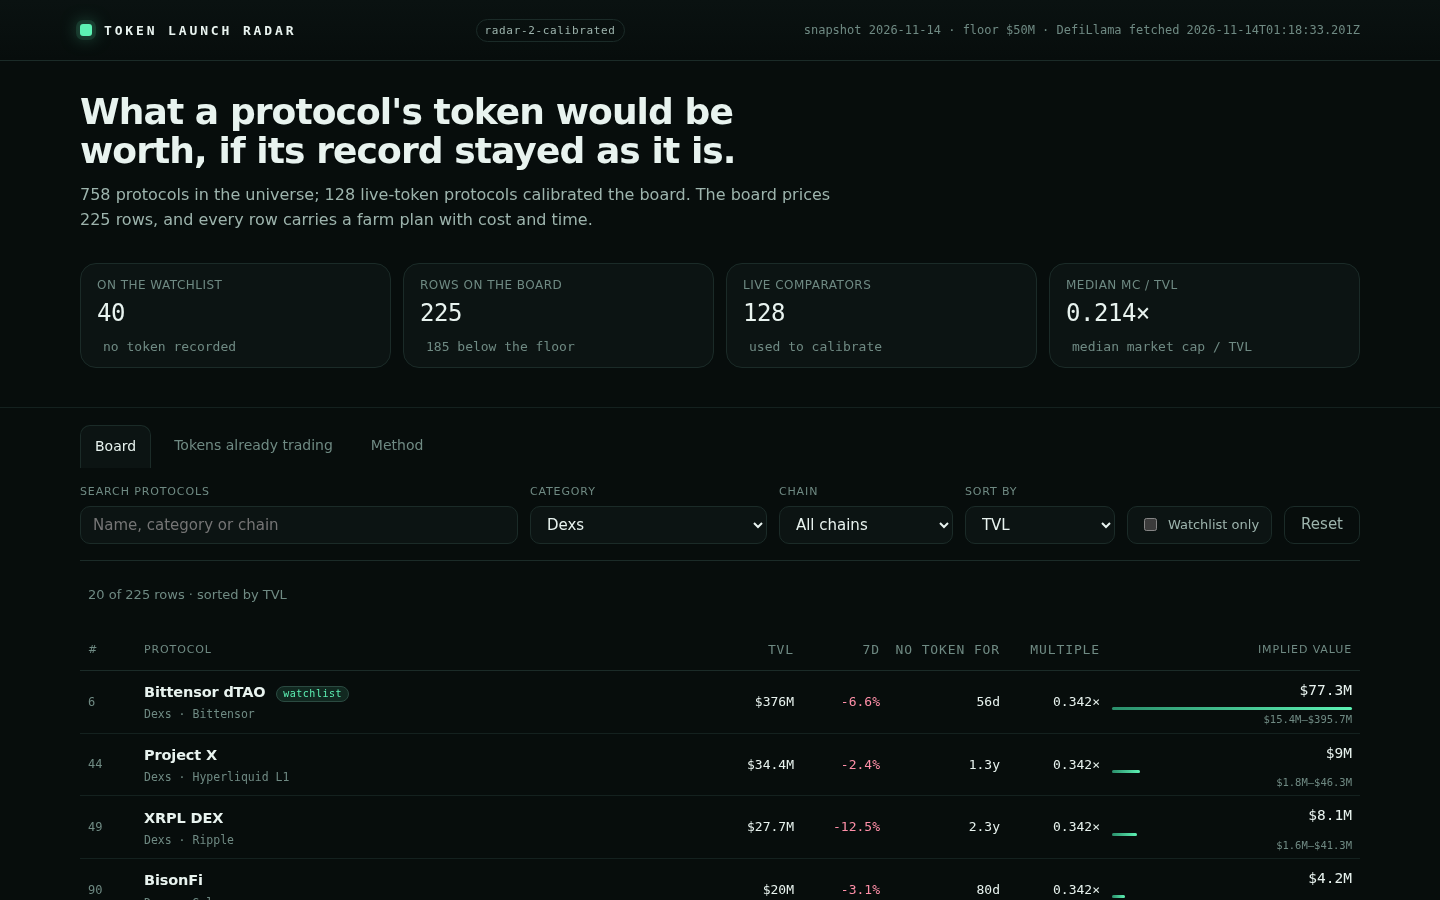 TOKEN LAUNCH RADAR
radar-2-calibrated
snapshot 2026-11-14 · floor $50M · DefiLlama fetched 2026-11-14T01:18:33.201Z
What a protocol's token would be
worth, if its record stayed as it is.
758 protocols in the universe; 128 live-token protocols calibrated the board. The board prices
225 rows, and every row carries a farm plan with cost and time.
ON THE WATCHLIST
40
no token recorded
ROWS ON THE BOARD
225
185 below the floor
LIVE COMPARATORS
128
used to calibrate
MEDIAN MC / TVL
0.214×
median market cap / TVL
Board Tokens already trading Method
SEARCH PROTOCOLS CATEGORY CHAIN SORT BY
Name, category or chain Dexs All chains TVL Watchlist only Reset
20 of 225 rows · sorted by TVL
# PROTOCOL TVL 7D NO TOKEN FOR MULTIPLE IMPLIED VALUE
6 Bittensor dTAO watchlist $376M -6.6% 56d 0.342× $77.3M
Dexs · Bittensor $15.4M–$395.7M
44 Project X $34.4M -2.4% 1.3y 0.342× $9M
Dexs · Hyperliquid L1 $1.8M–$46.3M
49 XRPL DEX $27.7M -12.5% 2.3y 0.342× $8.1M
Dexs · Ripple $1.6M–$41.3M
90 BisonFi $20M -3.1% 80d 0.342× $4.2M